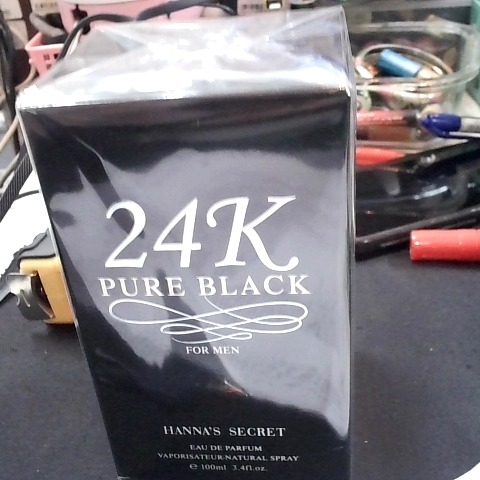 24K
PURE BLACK
FOR MEN
HANNA'S SECRET
EAU DE PARFUM
VAPORISATEUR-NATURAL SPRAY
℮ 100ml 3.4fl.oz.